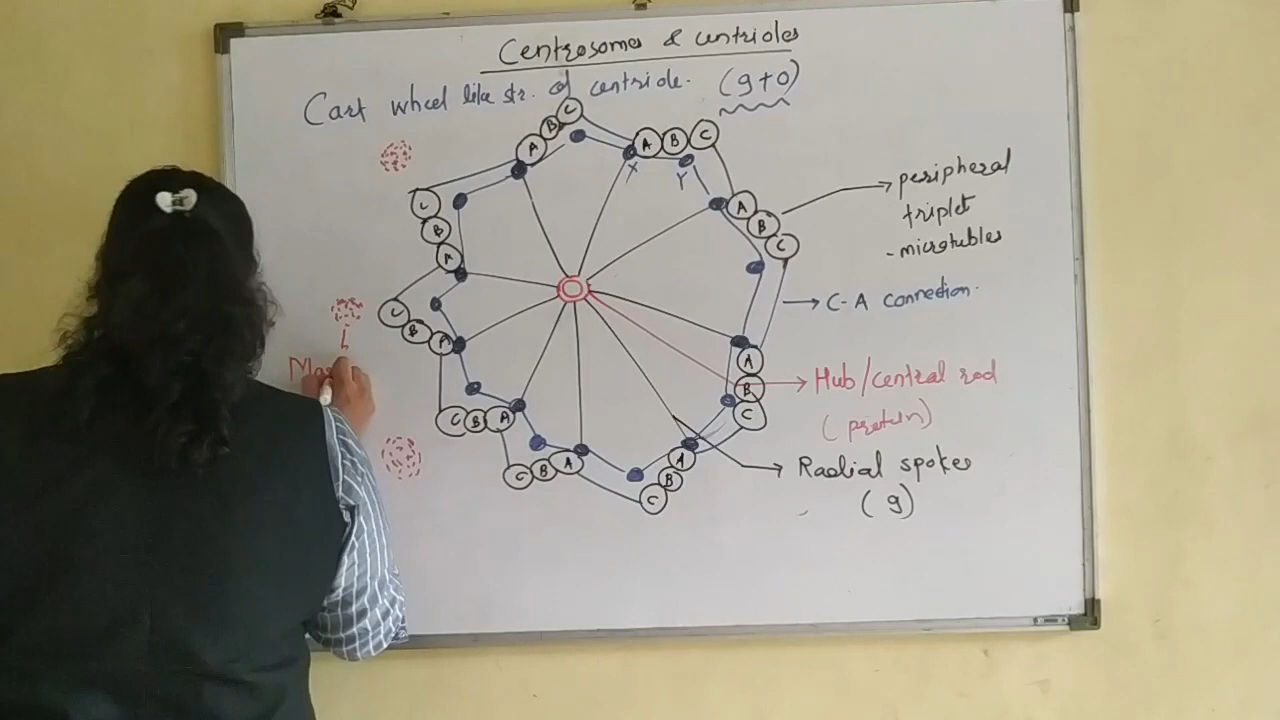 Centrosomes & centrioles
Cart wheel like str. of centriole. (9+0)
A B C
A B C
X
Y
A B C
C B A
C B A
C B A
C B A
A B C
A B C
peripheral
triplet
- microtubles
C-A connection.
Hub/central rod
(protein)
Radial spokes
(9)